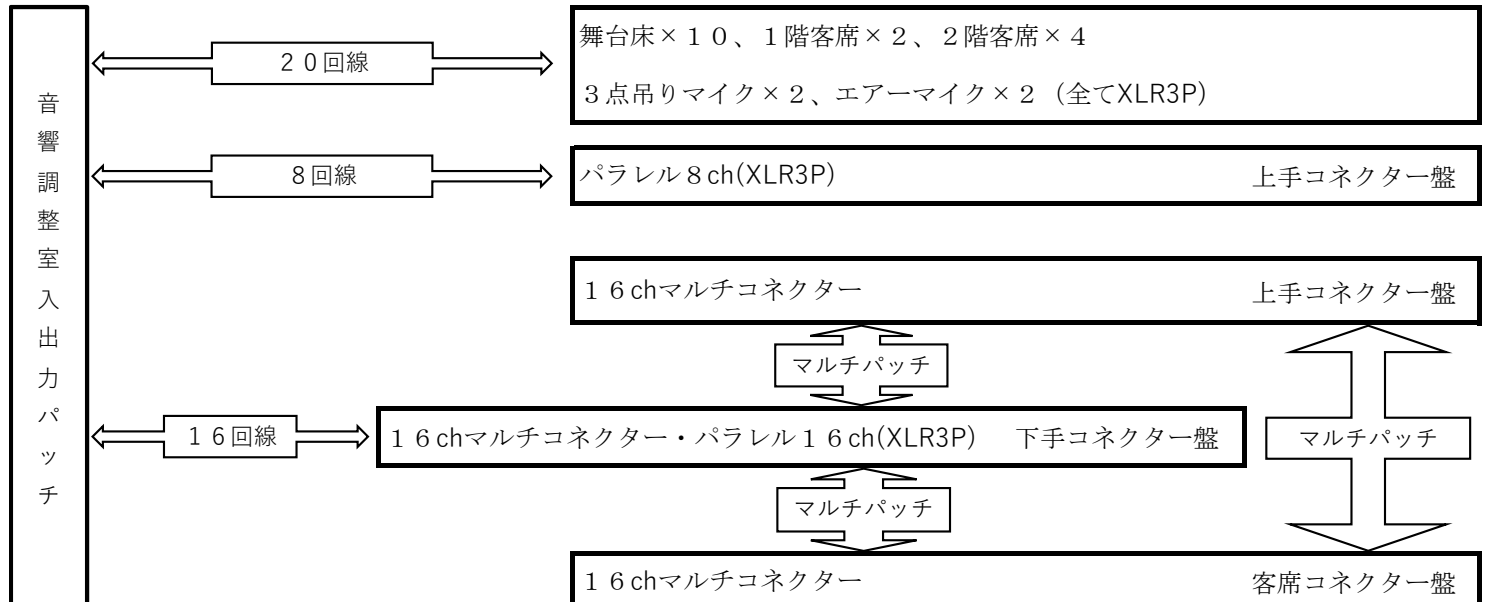 音響調整室入出力パッチ
２０回線
舞台床×１０、１階客席×２、２階客席×４
３点吊りマイク×２、エアーマイク×２（全てXLR3P）
８回線
パラレル８ch(XLR3P)
上手コネクター盤
１６chマルチコネクター
上手コネクター盤
マルチパッチ
１６回線
１６chマルチコネクター・パラレル１６ch(XLR3P)
下手コネクター盤
マルチパッチ
マルチパッチ
１６chマルチコネクター
客席コネクター盤